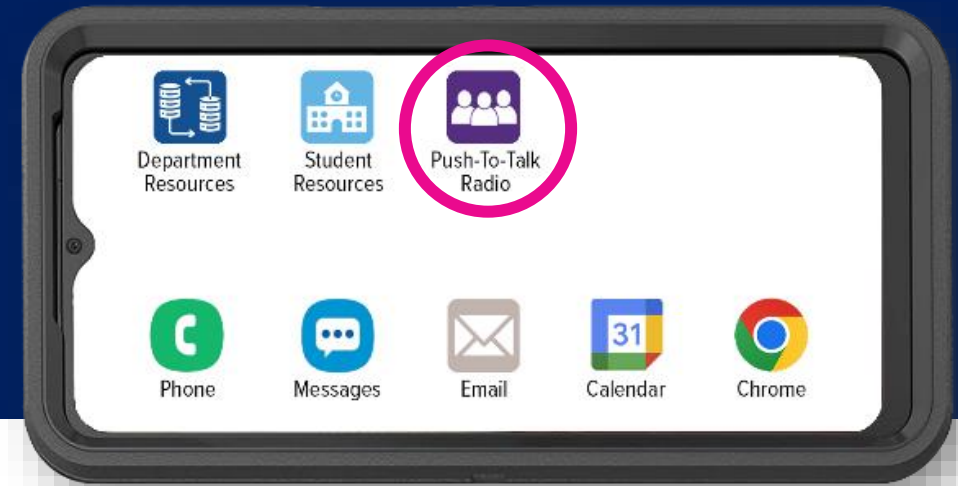 Department
Resources
Student
Resources
Push-To-Talk
Radio
31
Phone
Messages
Email
Calendar
Chrome